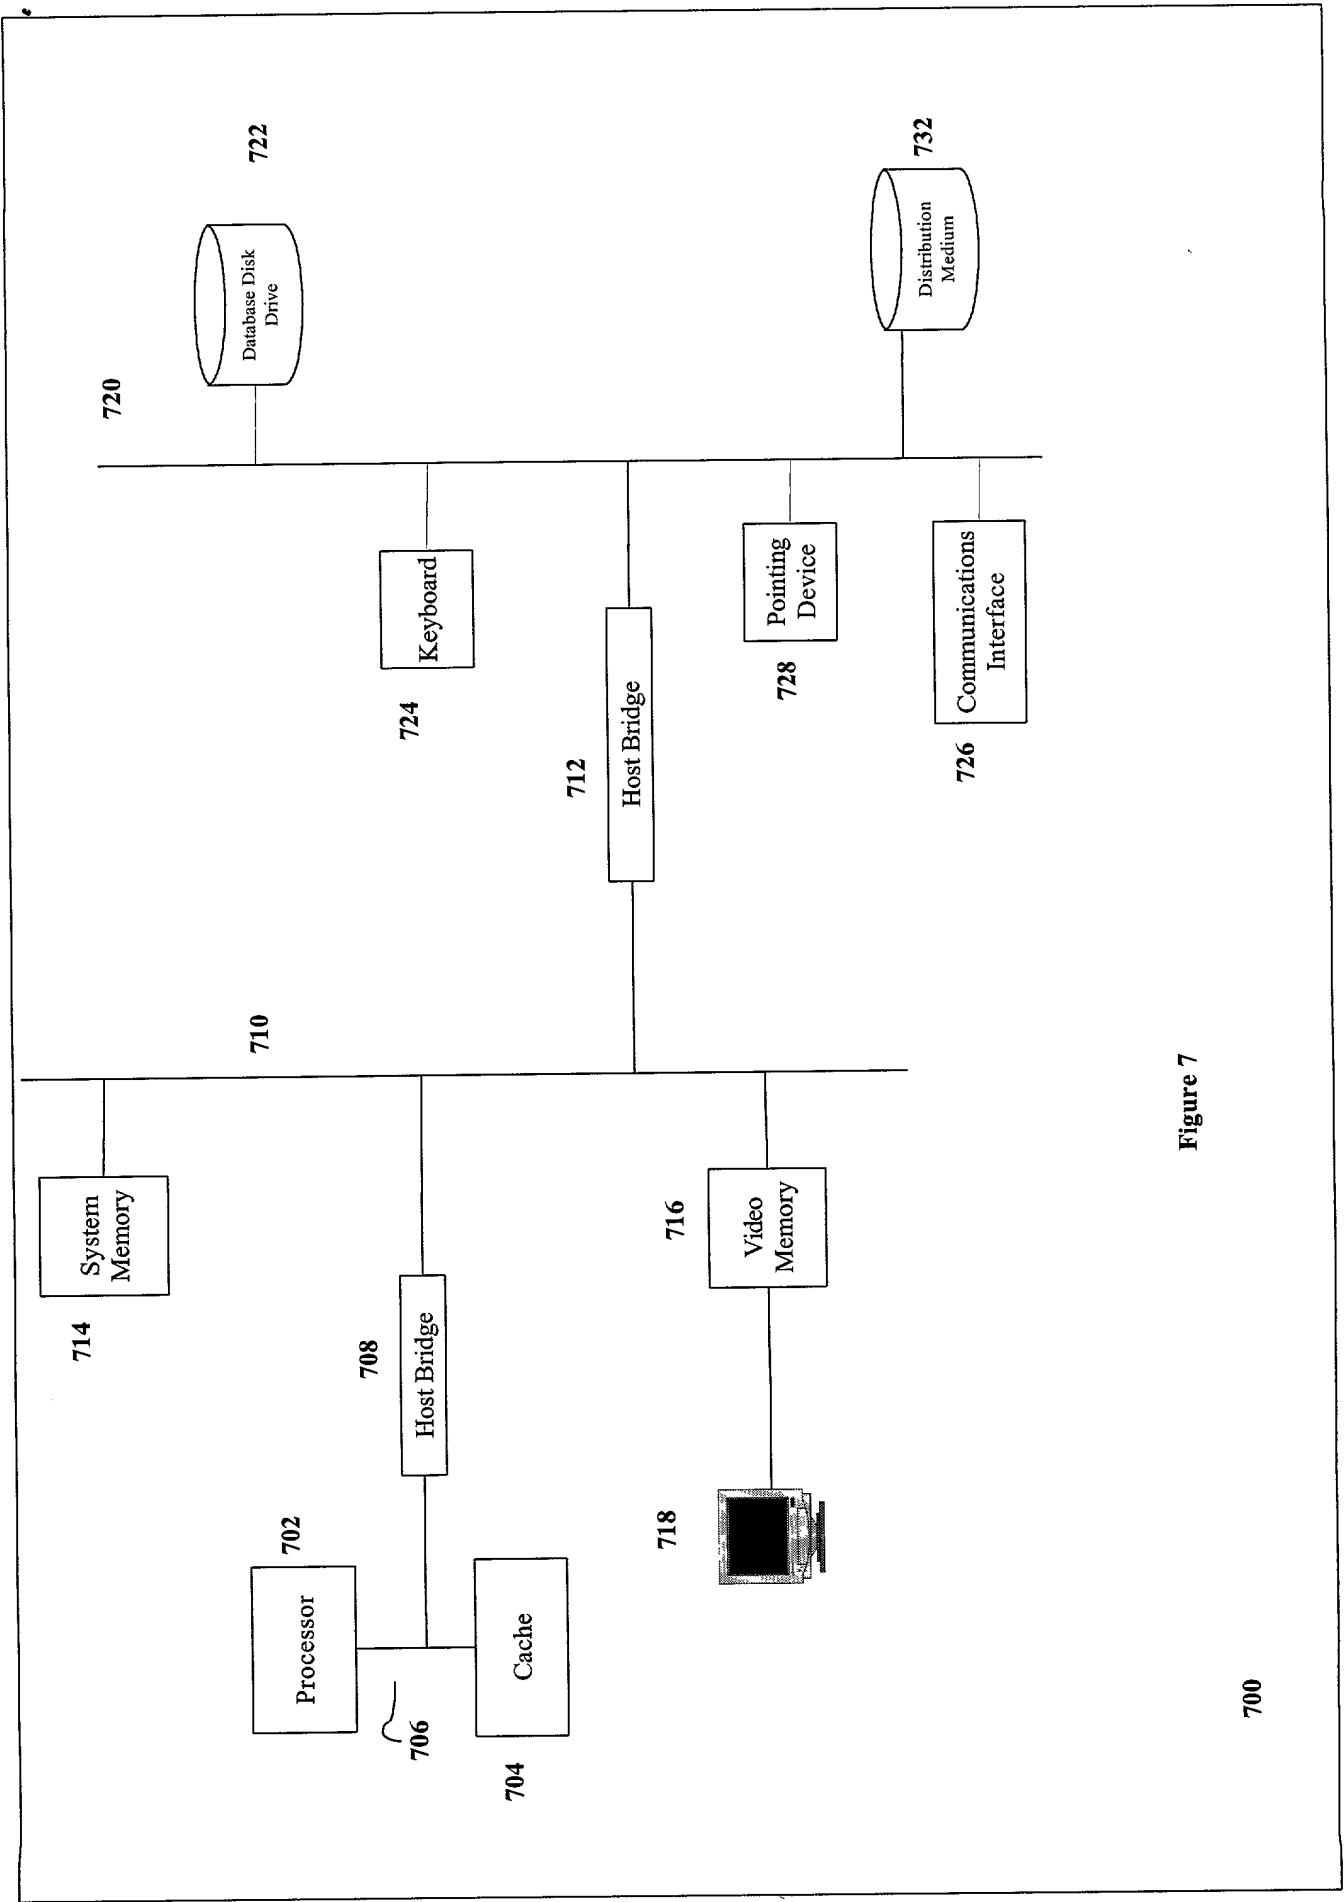 Processor
702
706
Cache
704
708
Host Bridge
714
System
Memory
716
Video
Memory
718
710
712
Host Bridge
720
Database Disk
Drive
722
724
Keyboard
728
Pointing
Device
726
Communications
Interface
Distribution
Medium
732
700
Figure 7